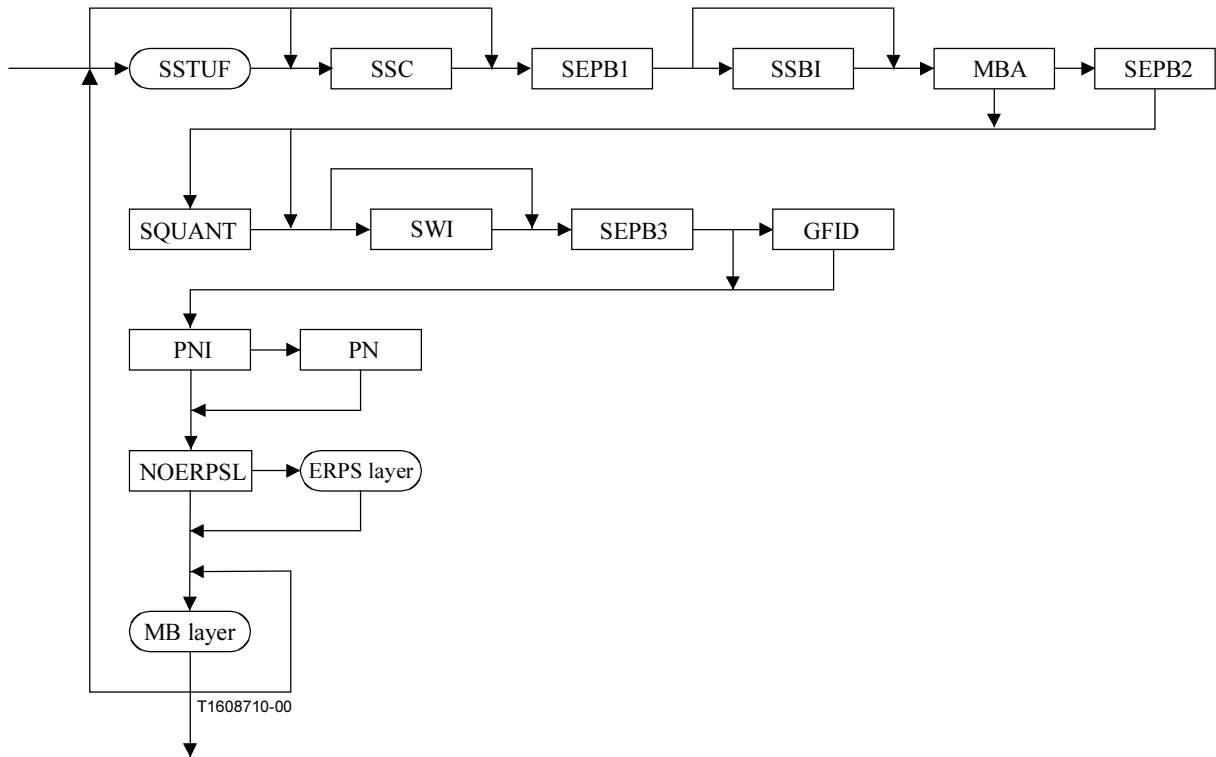 SSTUF SSC SEPB1 SSBI MBA SEPB2
SQUANT SWI SEPB3 GFID
PNI PN
NOERPSL ERPS layer
MB layer
T1608710-00